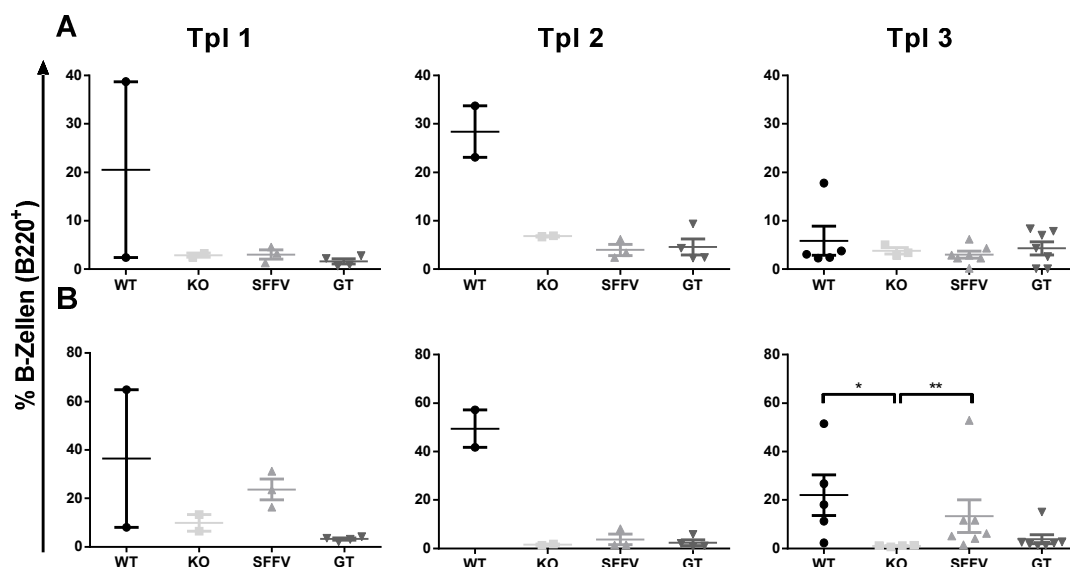 A
Tpl 1 Tpl 2 Tpl 3
% B-Zellen (B220+)
40 40 40
30 30 30
20 20 20
10 10 10
0 0 0
WT KO SFFV GT WT KO SFFV GT WT KO SFFV GT
B
80 80 80
* **
60 60 60
40 40 40
20 20 20
0 0 0
WT KO SFFV GT WT KO SFFV GT WT KO SFFV GT